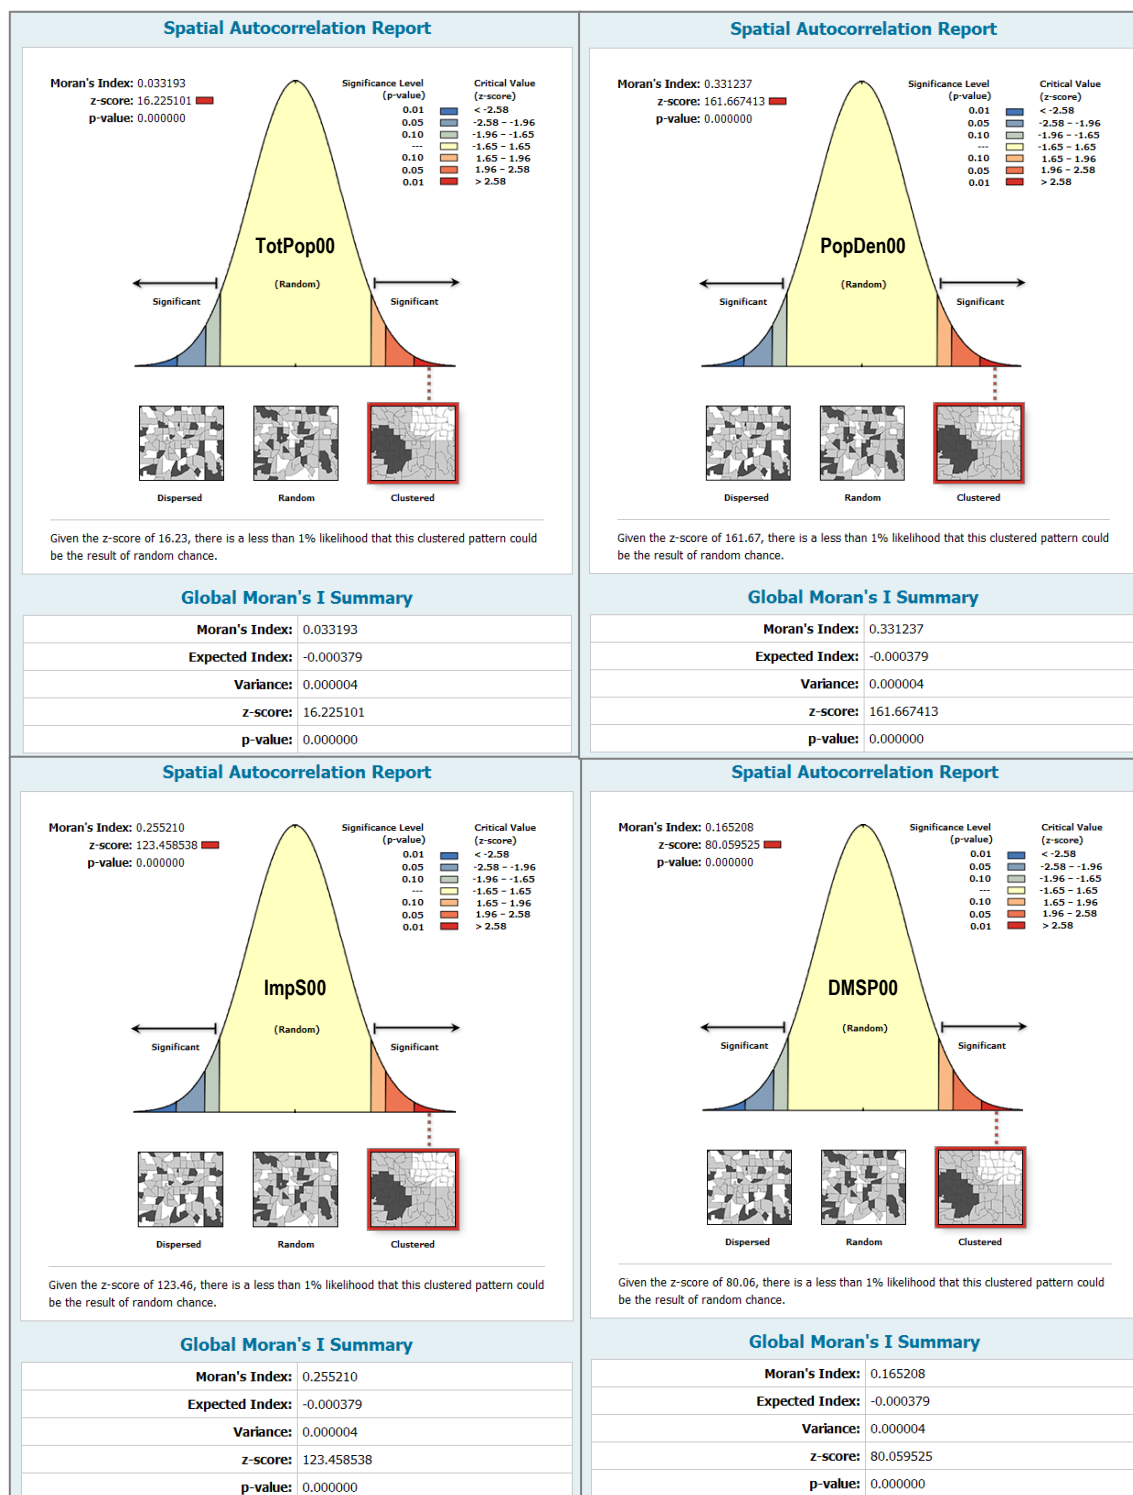 Spatial Autocorrelation Report
Moran's Index: 0.033193
z-score: 16.225101
p-value: 0.000000
Significance Level (p-value)
Critical Value (z-score)
0.01 < -2.58
0.05 -2.58 - -1.96
0.10 -1.96 - -1.65
--- -1.65 - 1.65
0.10 1.65 - 1.96
0.05 1.96 - 2.58
0.01 > 2.58
TotPop00
(Random)
Significant
Significant
Dispersed
Random
Clustered
Given the z-score of 16.23, there is a less than 1% likelihood that this clustered pattern could
be the result of random chance.
Global Moran's I Summary
Moran's Index: 0.033193
Expected Index: -0.000379
Variance: 0.000004
z-score: 16.225101
p-value: 0.000000
Spatial Autocorrelation Report
Moran's Index: 0.331237
z-score: 161.667413
p-value: 0.000000
Significance Level (p-value)
Critical Value (z-score)
0.01 < -2.58
0.05 -2.58 - -1.96
0.10 -1.96 - -1.65
--- -1.65 - 1.65
0.10 1.65 - 1.96
0.05 1.96 - 2.58
0.01 > 2.58
PopDen00
(Random)
Significant
Significant
Dispersed
Random
Clustered
Given the z-score of 161.67, there is a less than 1% likelihood that this clustered pattern could
be the result of random chance.
Global Moran's I Summary
Moran's Index: 0.331237
Expected Index: -0.000379
Variance: 0.000004
z-score: 161.667413
p-value: 0.000000
Spatial Autocorrelation Report
Moran's Index: 0.255210
z-score: 123.458538
p-value: 0.000000
Significance Level (p-value)
Critical Value (z-score)
0.01 < -2.58
0.05 -2.58 - -1.96
0.10 -1.96 - -1.65
--- -1.65 - 1.65
0.10 1.65 - 1.96
0.05 1.96 - 2.58
0.01 > 2.58
ImpS00
(Random)
Significant
Significant
Dispersed
Random
Clustered
Given the z-score of 123.46, there is a less than 1% likelihood that this clustered pattern could
be the result of random chance.
Global Moran's I Summary
Moran's Index: 0.255210
Expected Index: -0.000379
Variance: 0.000004
z-score: 123.458538
p-value: 0.000000
Spatial Autocorrelation Report
Moran's Index: 0.165208
z-score: 80.059525
p-value: 0.000000
Significance Level (p-value)
Critical Value (z-score)
0.01 < -2.58
0.05 -2.58 - -1.96
0.10 -1.96 - -1.65
--- -1.65 - 1.65
0.10 1.65 - 1.96
0.05 1.96 - 2.58
0.01 > 2.58
DMSP00
(Random)
Significant
Significant
Dispersed
Random
Clustered
Given the z-score of 80.06, there is a less than 1% likelihood that this clustered pattern could
be the result of random chance.
Global Moran's I Summary
Moran's Index: 0.165208
Expected Index: -0.000379
Variance: 0.000004
z-score: 80.059525
p-value: 0.000000